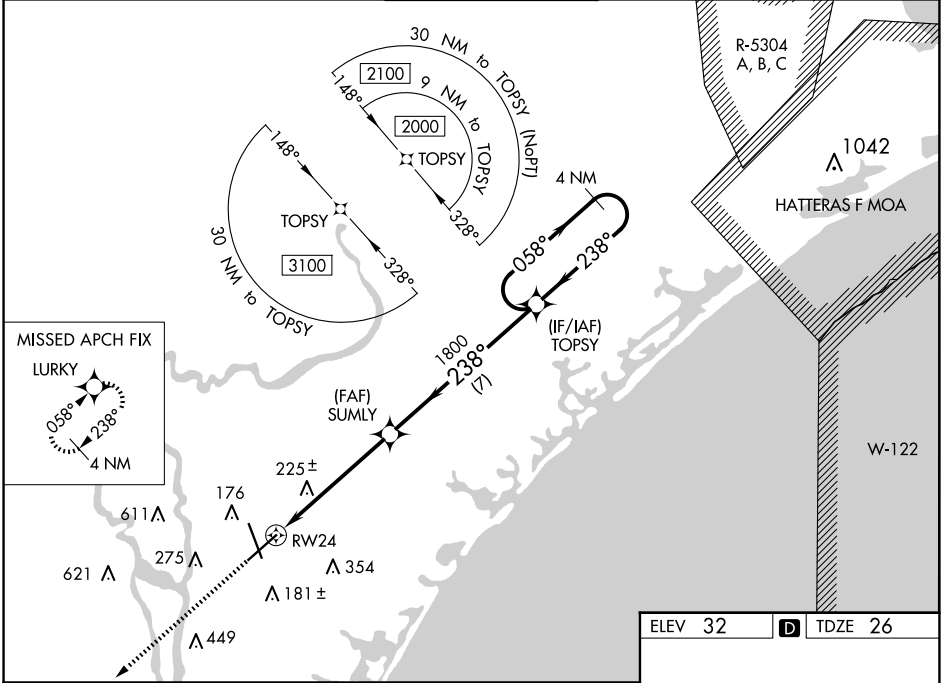 30 NM to TOPSY (NoPT)
2100
148°
9 NM to TOPSY
2000
TOPSY
328°
148°
TOPSY
3100
328°
30 NM to TOPSY
R-5304
A, B, C
1042
HATTERAS F MOA
4 NM
058°
238°
(IF/IAF)
TOPSY
1800
238°
(7)
(FAF)
SUMLY
MISSED APCH FIX
LURKY
058°
238°
4 NM
W-122
225±
176
611
RW24
275
354
621
181±
449
ELEV 32 D TDZE 26